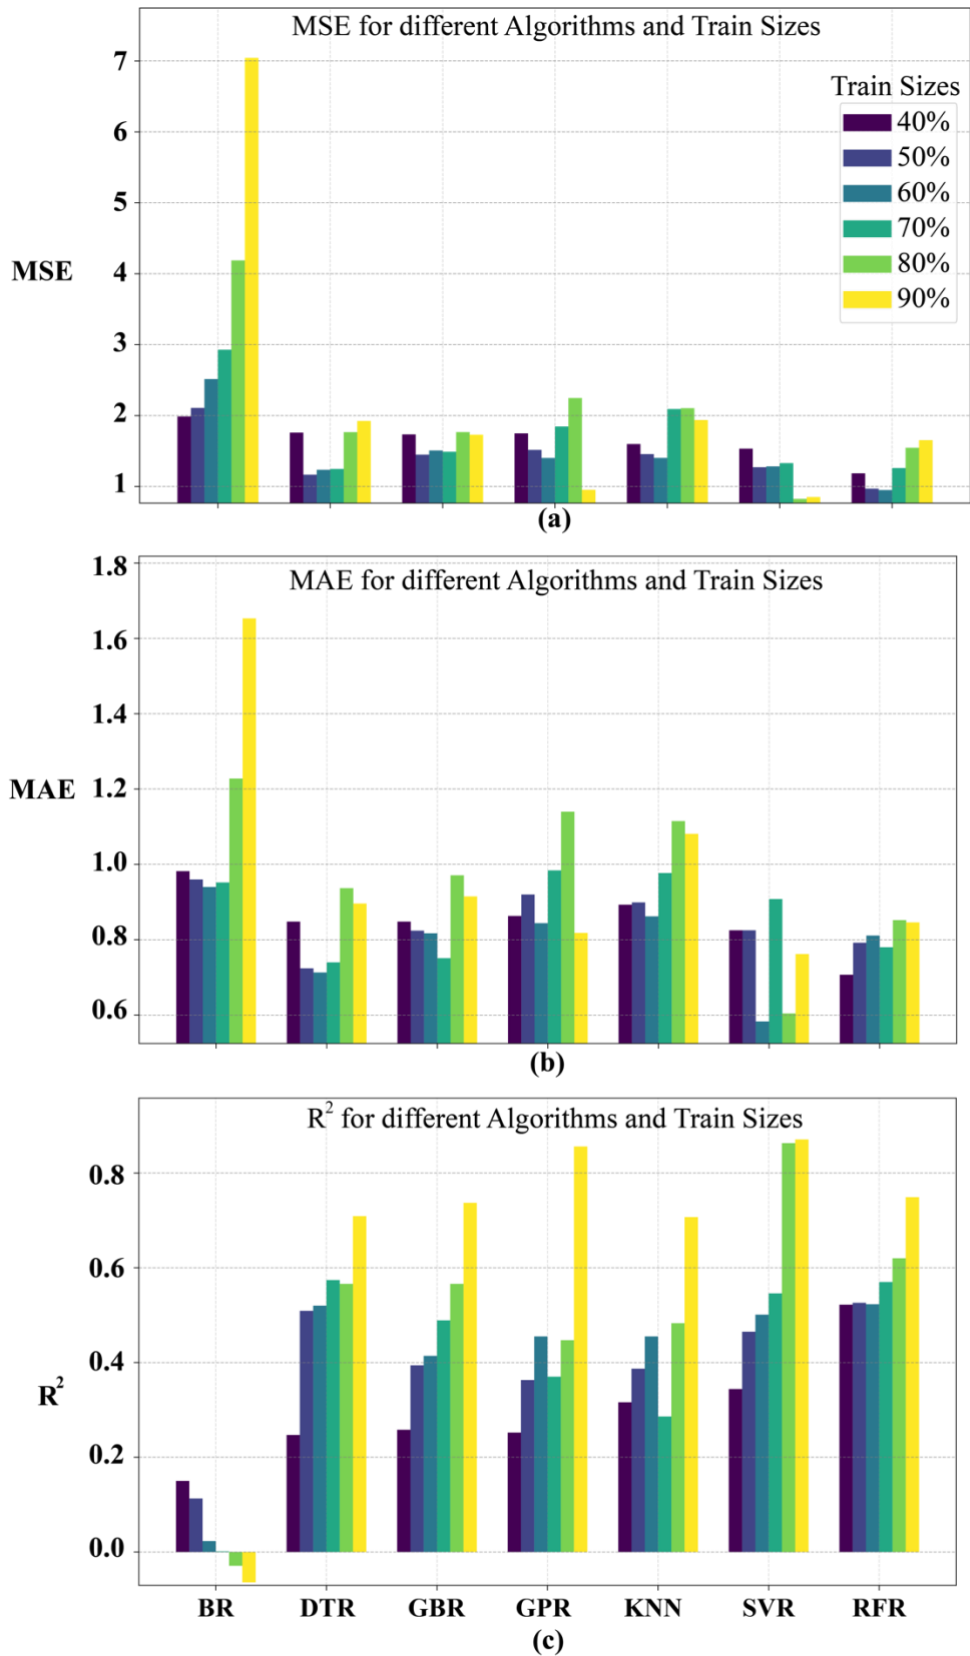 MSE for different Algorithms and Train Sizes
7
6
5
4
3
2
1
MSE
Train Sizes
40%
50%
60%
70%
80%
90%
(a)
MAE for different Algorithms and Train Sizes
1.8
1.6
1.4
1.2
1.0
0.8
0.6
MAE
(b)
R² for different Algorithms and Train Sizes
0.8
0.6
0.4
0.2
0.0
R²
BR DTR GBR GPR KNN SVR RFR
(c)